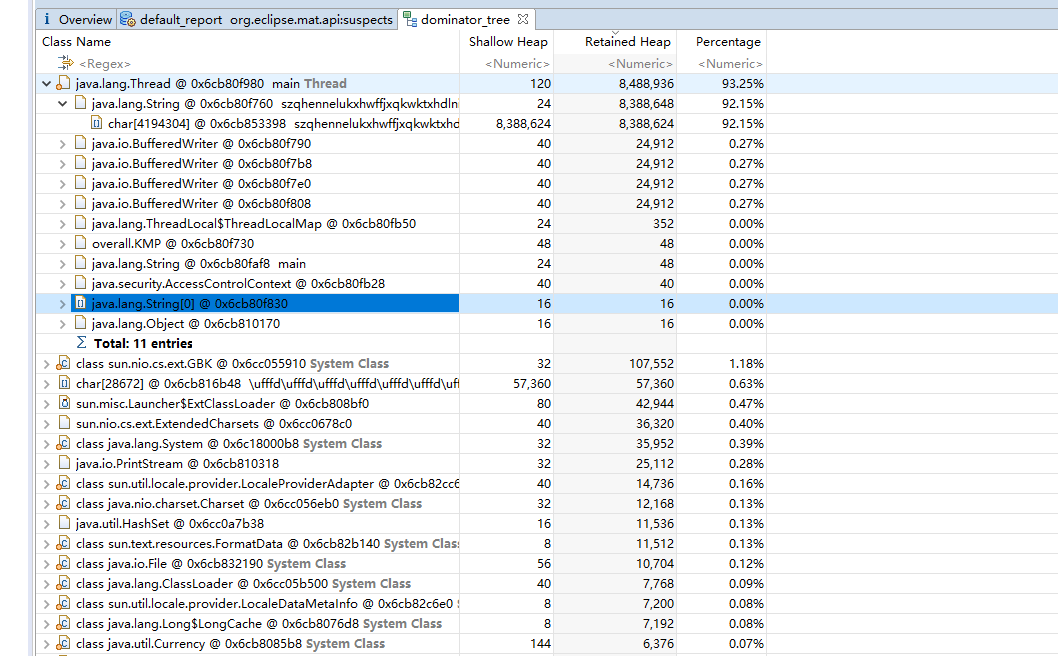 i Overview default_report org.eclipse.mat.api:suspects dominator_tree
Class Name Shallow Heap Retained Heap Percentage
<Regex> <Numeric> <Numeric> <Numeric>
java.lang.Thread @ 0x6cb80f980 main Thread 120 8,488,936 93.25%
java.lang.String @ 0x6cb80f760 szqhennelukxhwffjxqkwktxhdln 24 8,388,648 92.15%
char[4194304] @ 0x6cb853398 szqhennelukxhwffjxqkwktxhd 8,388,624 8,388,624 92.15%
java.io.BufferedWriter @ 0x6cb80f790 40 24,912 0.27%
java.io.BufferedWriter @ 0x6cb80f7b8 40 24,912 0.27%
java.io.BufferedWriter @ 0x6cb80f7e0 40 24,912 0.27%
java.io.BufferedWriter @ 0x6cb80f808 40 24,912 0.27%
java.lang.ThreadLocal$ThreadLocalMap @ 0x6cb80fb50 24 352 0.00%
overall.KMP @ 0x6cb80f730 48 48 0.00%
java.lang.String @ 0x6cb80faf8 main 24 48 0.00%
java.security.AccessControlContext @ 0x6cb80fb28 40 40 0.00%
java.lang.String[0] @ 0x6cb80f830 16 16 0.00%
java.lang.Object @ 0x6cb810170 16 16 0.00%
Σ Total: 11 entries
class sun.nio.cs.ext.GBK @ 0x6cc055910 System Class 32 107,552 1.18%
char[28672] @ 0x6cb816b48 \ufffd\ufffd\ufffd\ufffd\ufffd\ufffd\uff 57,360 57,360 0.63%
sun.misc.Launcher$ExtClassLoader @ 0x6cb808bf0 80 42,944 0.47%
sun.nio.cs.ext.ExtendedCharsets @ 0x6cc0678c0 40 36,320 0.40%
class java.lang.System @ 0x6c18000b8 System Class 32 35,952 0.39%
java.io.PrintStream @ 0x6cb810318 32 25,112 0.28%
class sun.util.locale.provider.LocaleProviderAdapter @ 0x6cb82cc6 40 14,736 0.16%
class java.nio.charset.Charset @ 0x6cc056eb0 System Class 32 12,168 0.13%
java.util.HashSet @ 0x6cc0a7b38 16 11,536 0.13%
class sun.text.resources.FormatData @ 0x6cb82b140 System Class 8 11,512 0.13%
class java.io.File @ 0x6cb832190 System Class 56 10,704 0.12%
class java.lang.ClassLoader @ 0x6cc05b500 System Class 40 7,768 0.09%
class sun.util.locale.provider.LocaleDataMetaInfo @ 0x6cb82c6e0 8 7,200 0.08%
class java.lang.Long$LongCache @ 0x6cb8076d8 System Class 8 7,192 0.08%
class java.util.Currency @ 0x6cb8085b8 System Class 144 6,376 0.07%